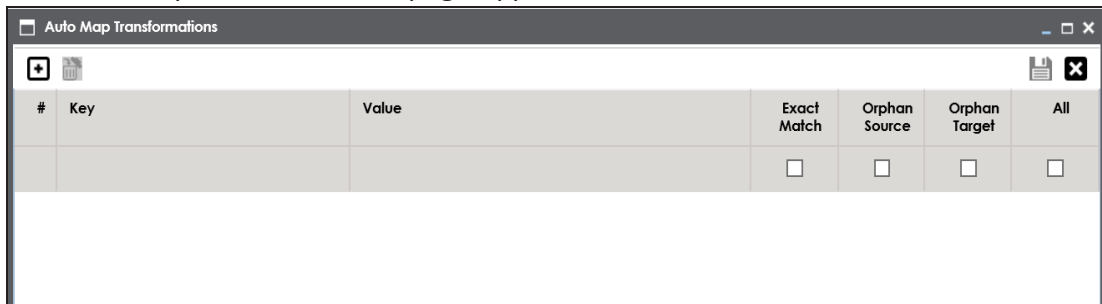 Auto Map Transformations
# Key Value Exact Match Orphan Source Orphan Target All